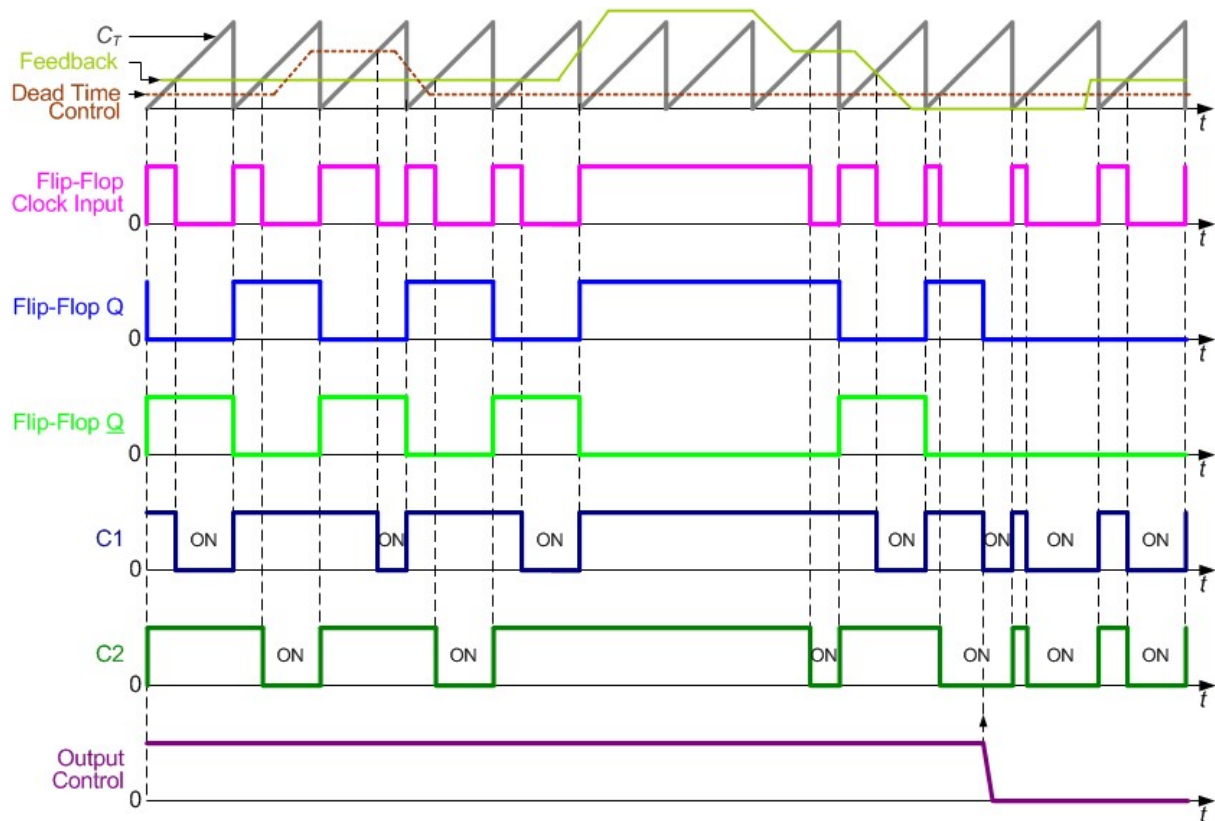 C_T
Feedback
Dead Time
Control
t
Flip-Flop
Clock Input
0
t
Flip-Flop Q
0
t
Flip-Flop Q
0
t
C1
ON ON ON ON ON ON ON
0
t
C2
ON ON ON ON ON ON
0
t
Output
Control
0
t